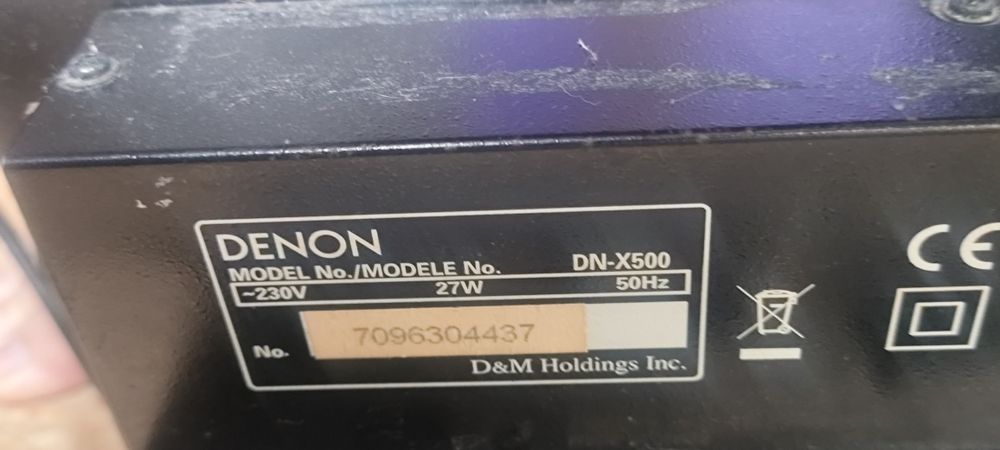 DENON
MODEL No./MODELE No. DN-X500
~230V 27W 50Hz
No. 7096304437
D&M Holdings Inc.
CE